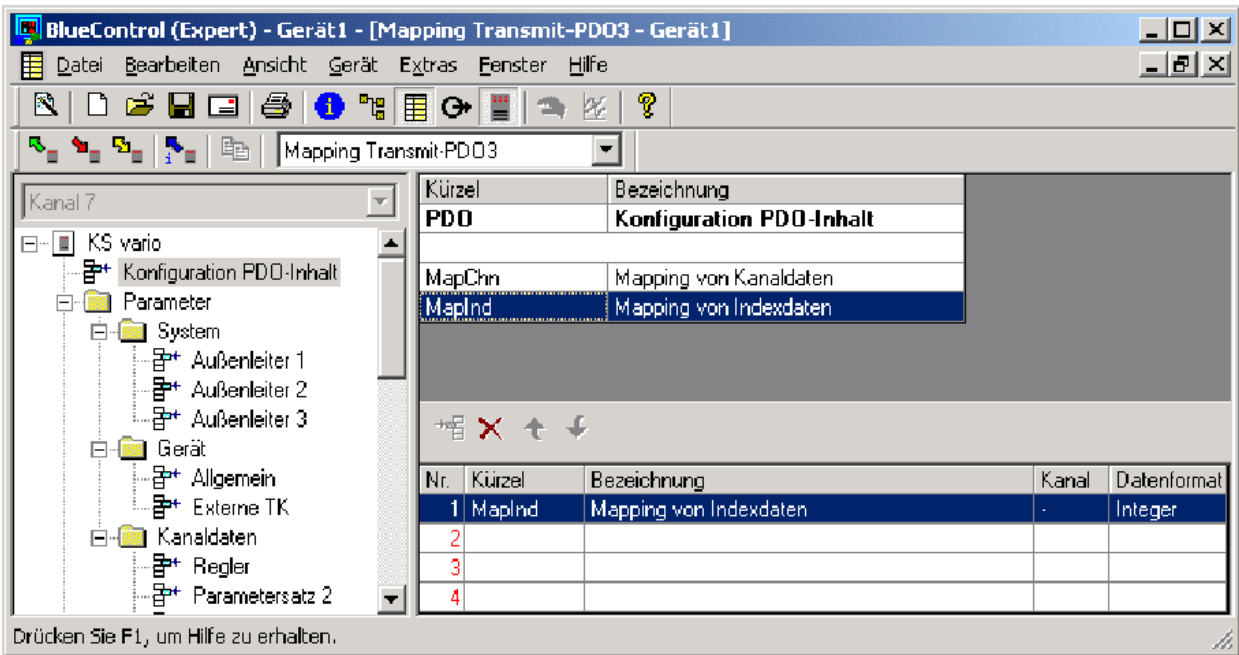 BlueControl (Expert) - Gerät1 - [Mapping Transmit-PDO3 - Gerät1]
Datei Bearbeiten Ansicht Gerät Extras Fenster Hilfe
Mapping Transmit-PDO3
Kanal 7
KS vario
Konfiguration PDO-Inhalt
Parameter
System
Außenleiter 1
Außenleiter 2
Außenleiter 3
Gerät
Allgemein
Externe TK
Kanaldaten
Regler
Parametersatz 2
Kürzel Bezeichnung
PDO Konfiguration PDO-Inhalt
MapChn Mapping von Kanaldaten
MapInd Mapping von Indexdaten
Nr. Kürzel Bezeichnung Kanal Datenformat
1 MapInd Mapping von Indexdaten - Integer
2
3
4
Drücken Sie F1, um Hilfe zu erhalten.